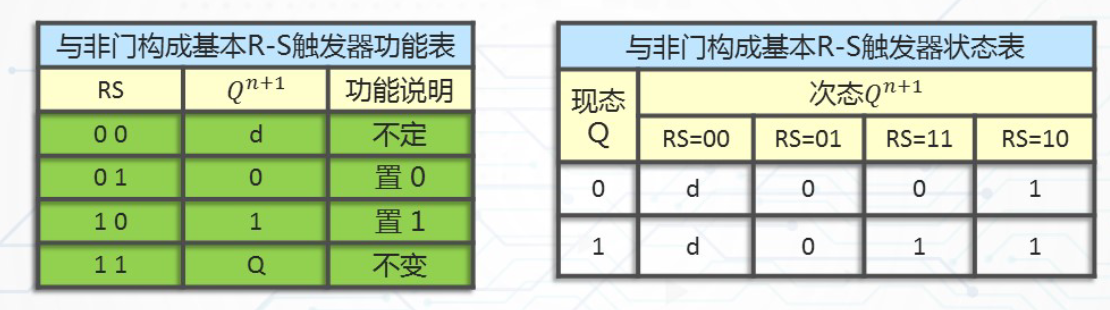 与非门构成基本R-S触发器功能表
RS Q^{n+1} 功能说明
0 0 d 不定
0 1 0 置 0
1 0 1 置 1
1 1 Q 不变
与非门构成基本R-S触发器状态表
现态 Q 次态Q^{n+1}
RS=00 RS=01 RS=11 RS=10
0 d 0 0 1
1 d 0 1 1